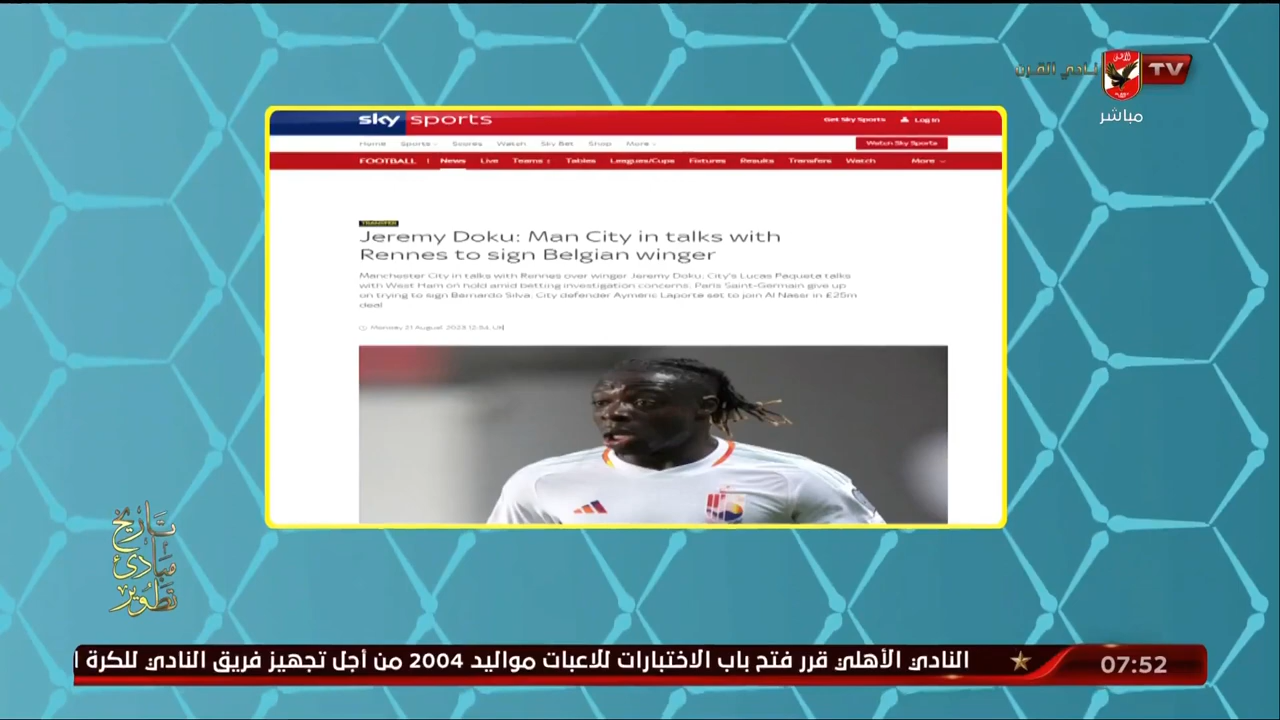 نادي القرن
TV
مباشر
sky sports
Get Sky Sports
Log In
Home Sports Scores Watch Sky Bet Shop More
Watch Sky Sports
FOOTBALL | News Live Teams Tables Leagues/Cups Fixtures Results Transfers Watch More
TRANSFER
Jeremy Doku: Man City in talks with
Rennes to sign Belgian winger
Manchester City in talks with Rennes over winger Jeremy Doku; City's Lucas Paqueta talks
with West Ham on hold amid betting investigation concerns; Paris Saint-Germain give up
on trying to sign Bernardo Silva; City defender Aymeric Laporte set to join Al Nassr in £25m
deal
Monday 21 August 2023 12:54, UK
تاريخ
مبادئ
تطوير
النادي الأهلي قرر فتح باب الاختبارات للاعبات مواليد 2004 من أجل تجهيز فريق النادي للكرة ا
07:52